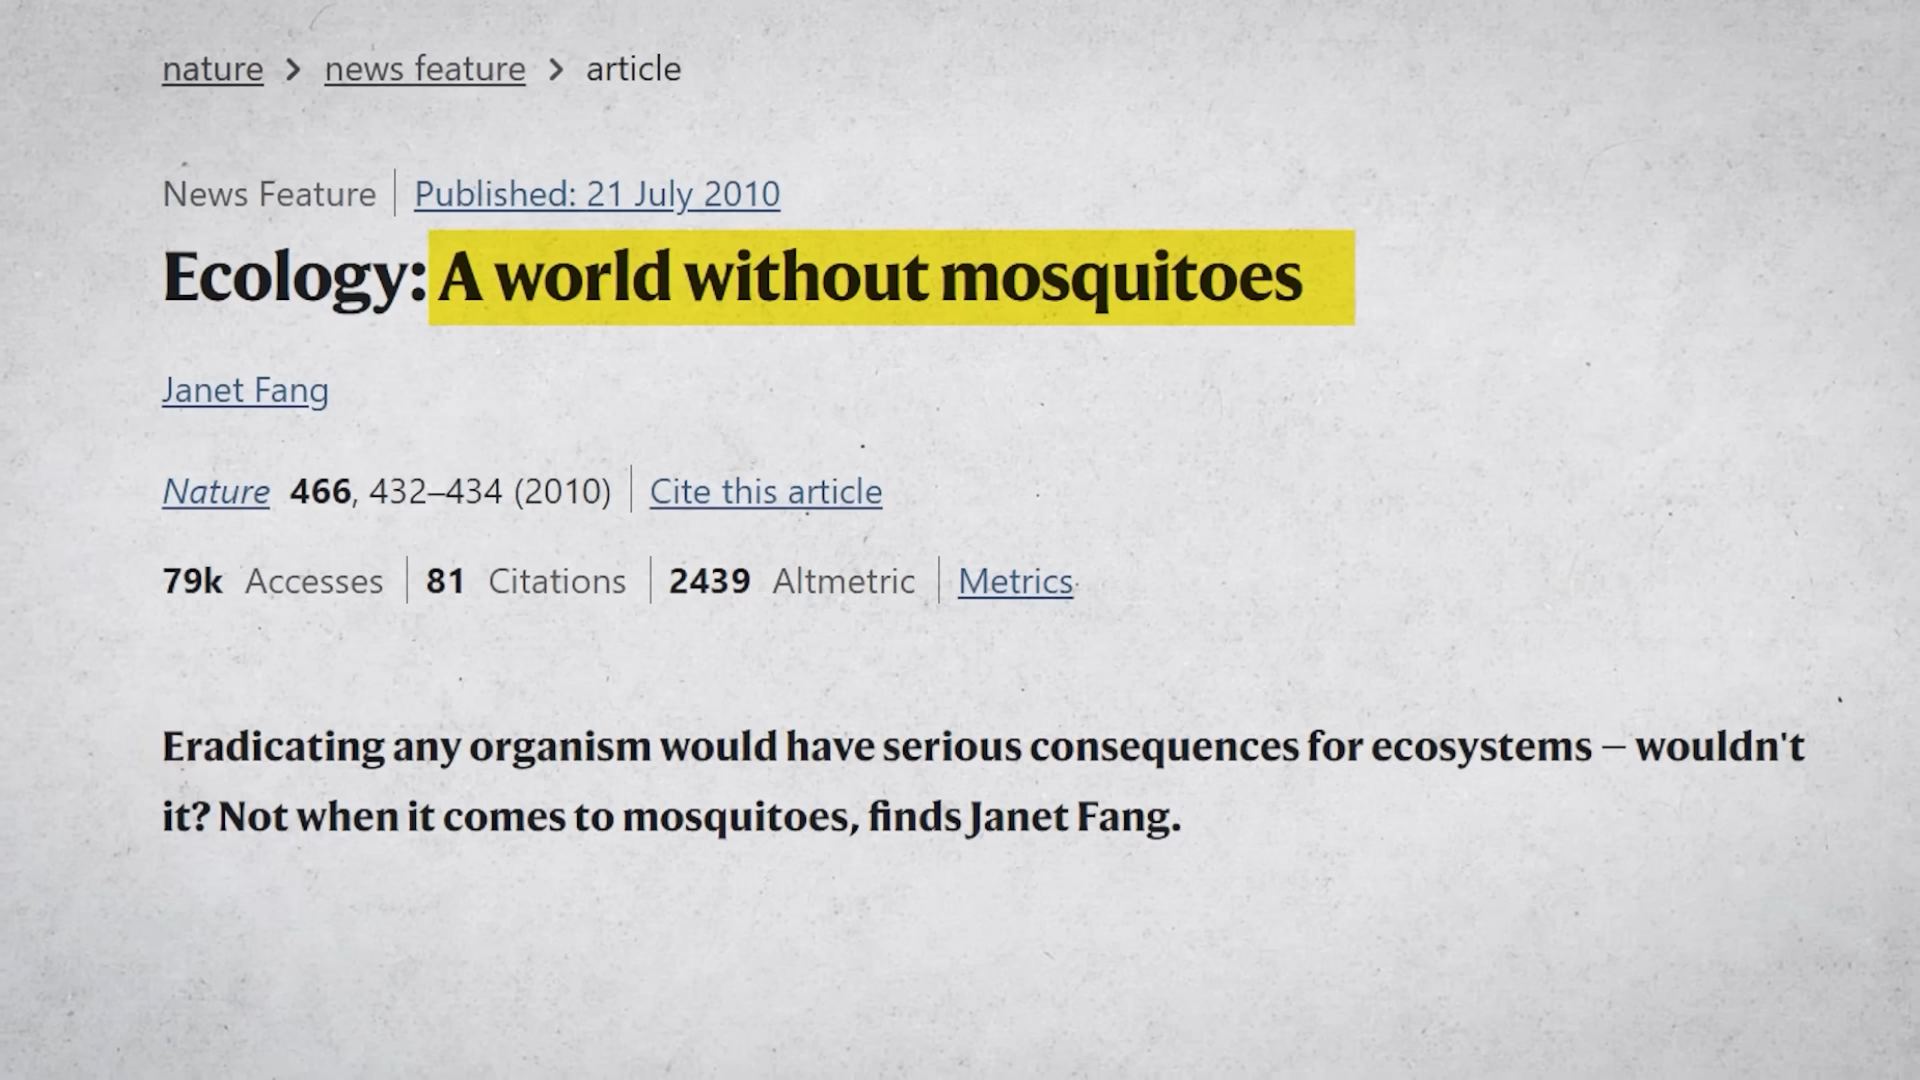 nature > news feature > article
News Feature | Published: 21 July 2010
Ecology: A world without mosquitoes
Janet Fang
Nature 466, 432–434 (2010) | Cite this article
79k Accesses | 81 Citations | 2439 Altmetric | Metrics
Eradicating any organism would have serious consequences for ecosystems — wouldn't
it? Not when it comes to mosquitoes, finds Janet Fang.